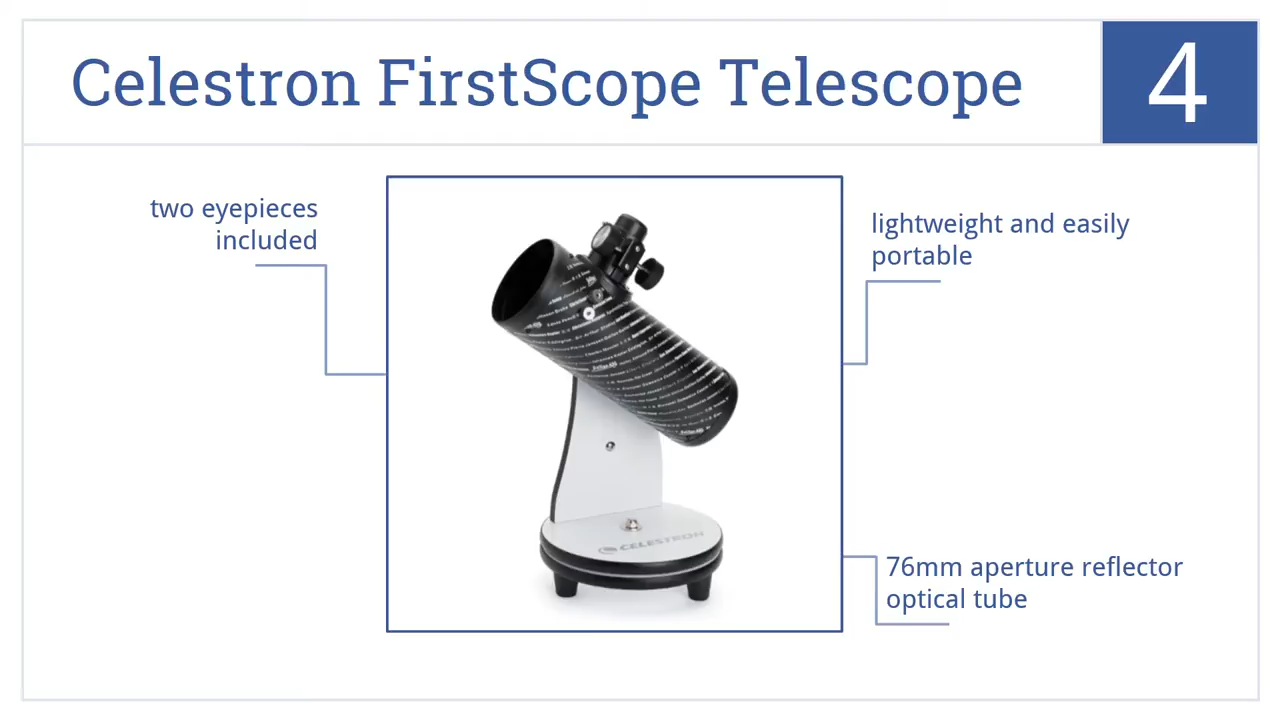 Celestron FirstScope Telescope
4
two eyepieces
included
lightweight and easily
portable
76mm aperture reflector
optical tube
CELESTRON